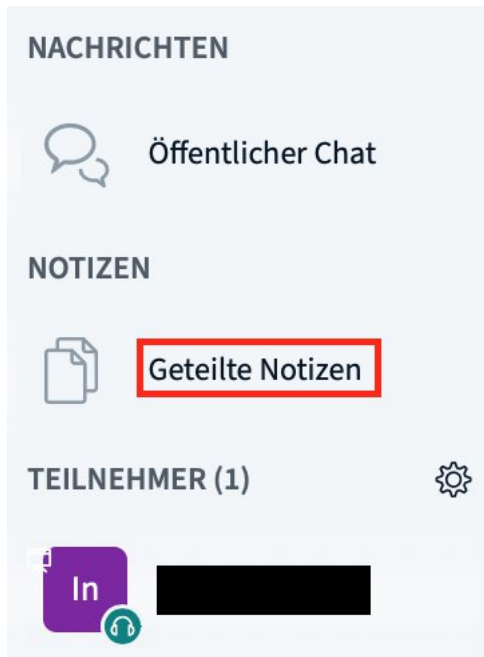 NACHRICHTEN
Öffentlicher Chat
NOTIZEN
Geteilte Notizen
TEILNEHMER (1)
In